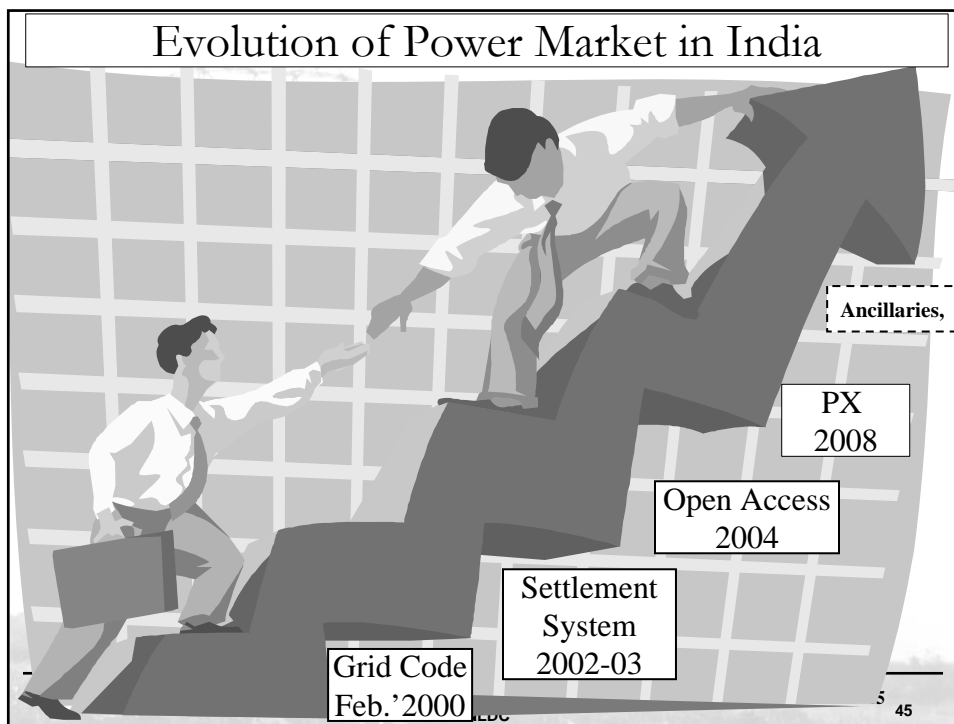 Evolution of Power Market in India
Ancillaries,
PX
2008
Open Access
2004
Settlement
System
2002-03
Grid Code
Feb.'2000
5
45